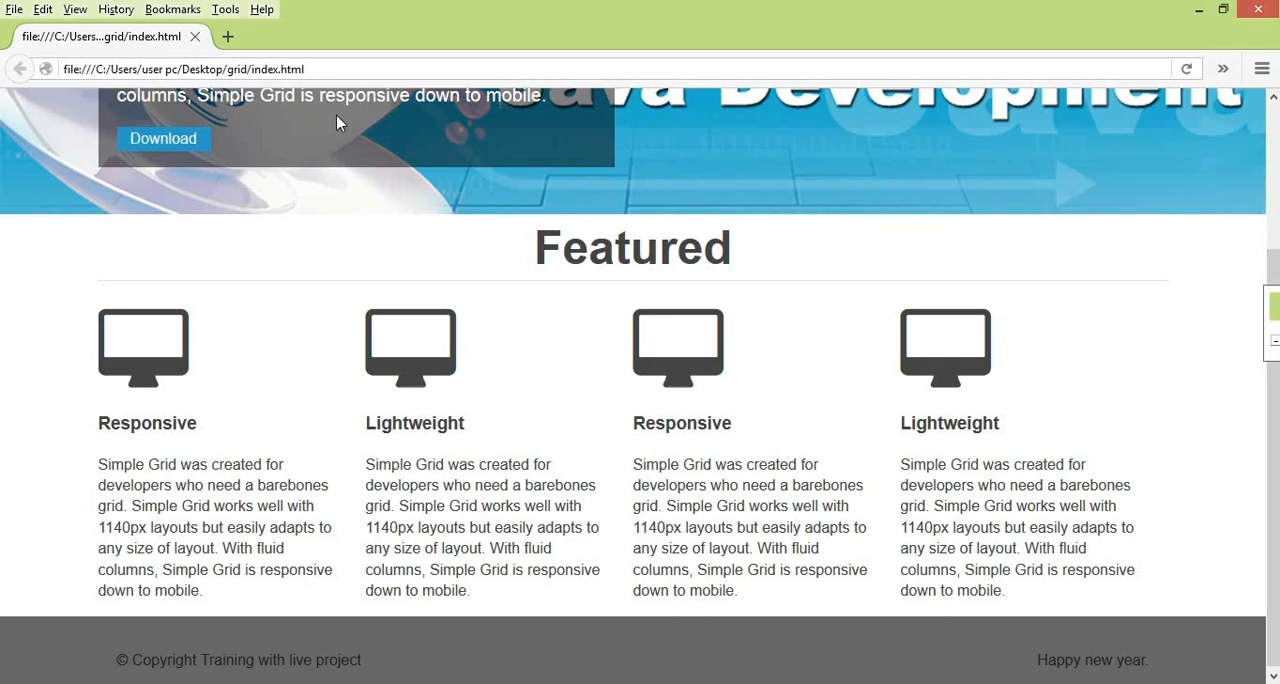 File Edit View History Bookmarks Tools Help
file:///C:/Users...grid/index.html
file:///C:/Users/user pc/Desktop/grid/index.html
columns, Simple Grid is responsive down to mobile.
Java Development
Download
Featured
Responsive
Simple Grid was created for
developers who need a barebones
grid. Simple Grid works well with
1140px layouts but easily adapts to
any size of layout. With fluid
columns, Simple Grid is responsive
down to mobile.
Lightweight
Simple Grid was created for
developers who need a barebones
grid. Simple Grid works well with
1140px layouts but easily adapts to
any size of layout. With fluid
columns, Simple Grid is responsive
down to mobile.
Responsive
Simple Grid was created for
developers who need a barebones
grid. Simple Grid works well with
1140px layouts but easily adapts to
any size of layout. With fluid
columns, Simple Grid is responsive
down to mobile.
Lightweight
Simple Grid was created for
developers who need a barebones
grid. Simple Grid works well with
1140px layouts but easily adapts to
any size of layout. With fluid
columns, Simple Grid is responsive
down to mobile.
© Copyright Training with live project
Happy new year.